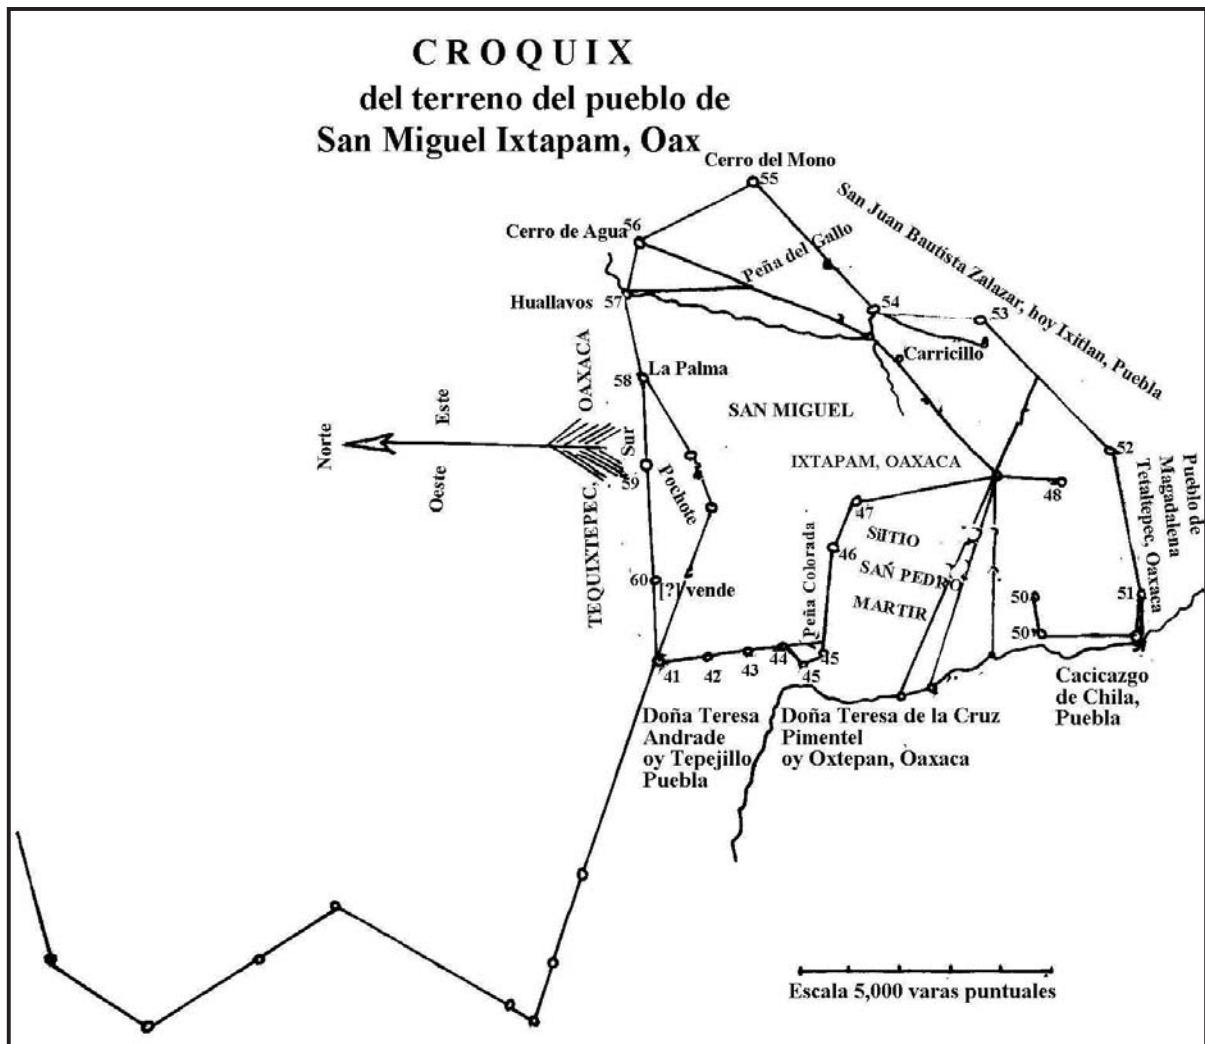 CROQUIX
del terreno del pueblo de
San Miguel Ixtapam, Oax
Cerro del Mono
55
San Juan Bautista Zalazar, hoy Ixitlan, Puebla
56
Cerro de Agua
Peña del Gallo
Huallavos
57
54
53
Carricillo
58
La Palma
OAXACA
SAN MIGUEL
Norte
Este
Oeste
Sur
59
TEQUIXTEPEC,
Pochote
IXTAPAM, OAXACA
52
Pueblo de
Magadalena
Tetaltepec, Oaxaca
48
47
SiITIO
46
SAN PEDRO
MARTIR
Peña Colorada
60
[?] vende
50
51
50
41
42
43
44
45
45
Cacicazgo
de Chila,
Puebla
Doña Teresa
Andrade
oy Tepejillo
Puebla
Doña Teresa de la Cruz
Pimentel
oy Oxtepan, Oaxaca
Escala 5,000 varas puntuales